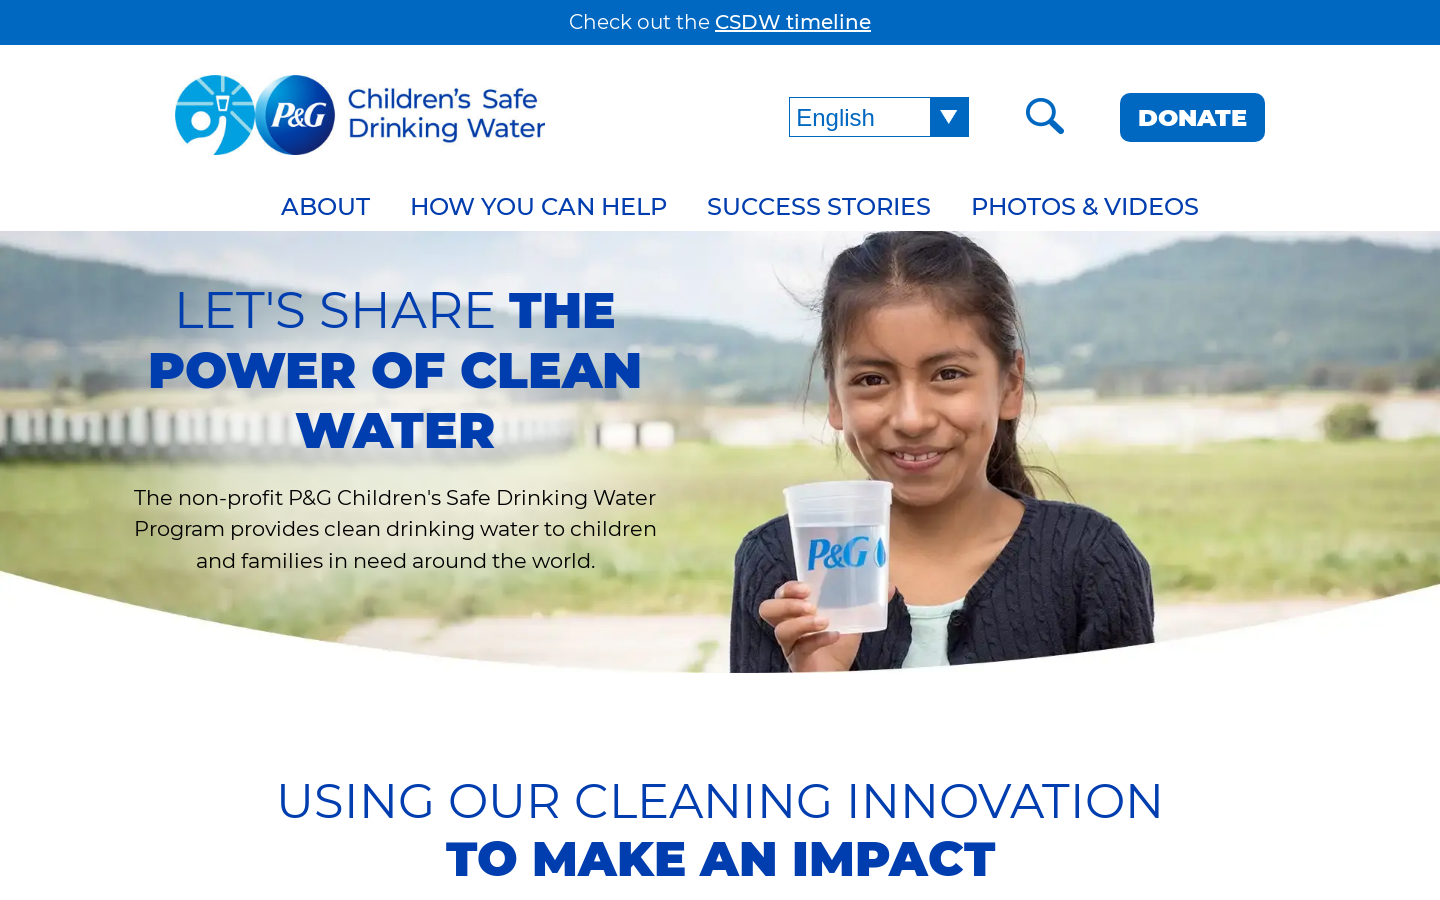 Check out the CSDW timeline
P&G
Children's Safe
Drinking Water
English
DONATE
ABOUT HOW YOU CAN HELP SUCCESS STORIES PHOTOS & VIDEOS
LET'S SHARE THE
POWER OF CLEAN
WATER
The non-profit P&G Children's Safe Drinking Water
Program provides clean drinking water to children
and families in need around the world.
P&G
USING OUR CLEANING INNOVATION
TO MAKE AN IMPACT